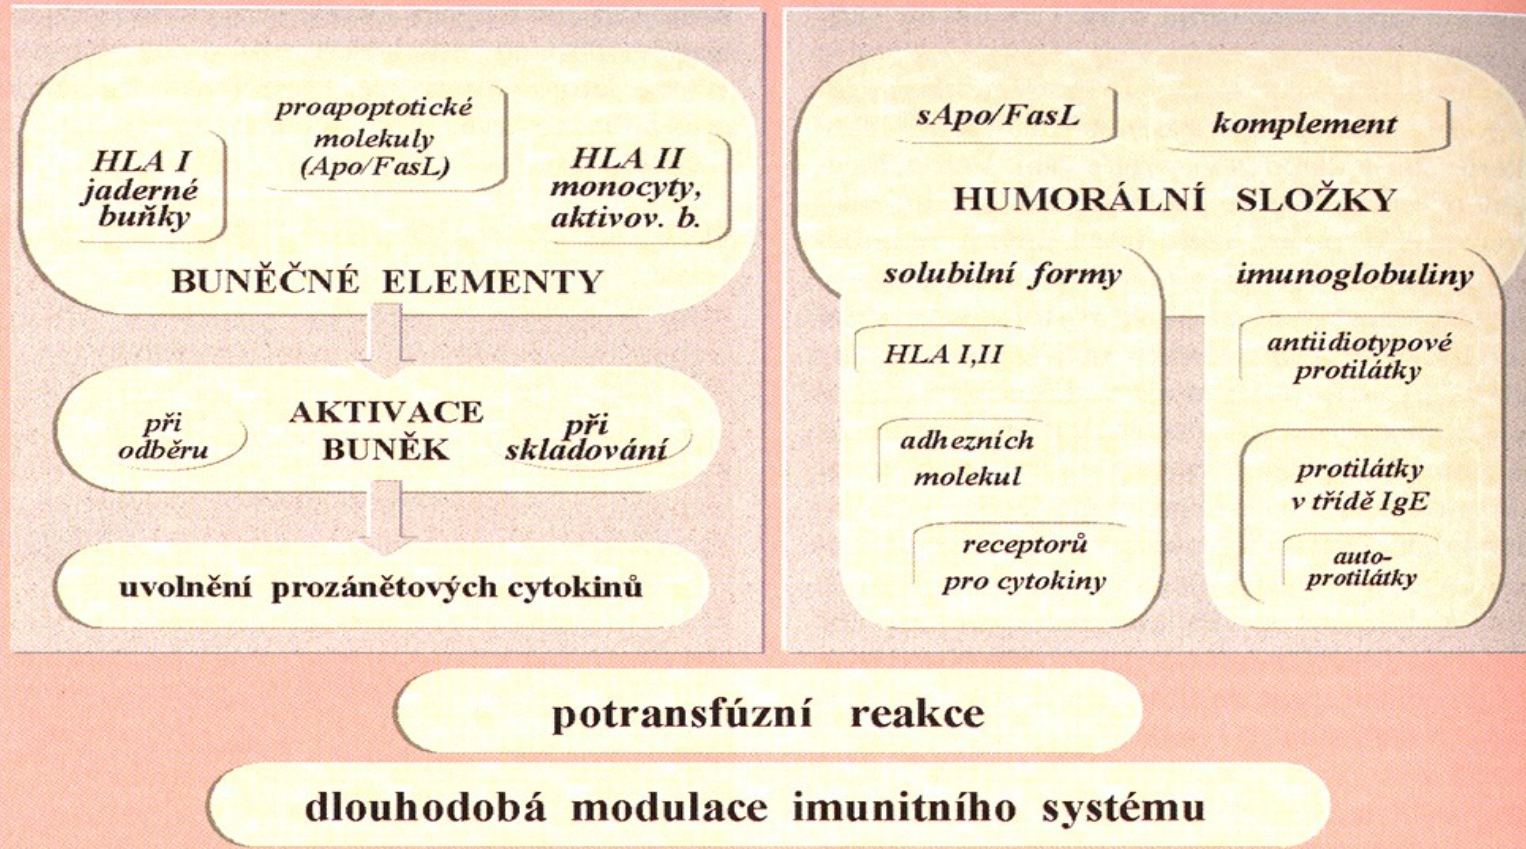 proapoptotické
molekuly
(Apo/FasL)
HLA I
jaderné
buňky
HLA II
monocyty,
aktivov. b.
BUNĚČNÉ ELEMENTY
při
odběru
AKTIVACE
BUNĚK
při
skladování
uvolnění prozánětových cytokinů
sApo/FasL
komplement
HUMORÁLNÍ SLOŽKY
solubilní formy
HLA I,II
adhezních
molekul
receptorů
pro cytokiny
imunoglobuliny
antiidiotypové
protilátky
protilátky
v třídě IgE
auto-
protilátky
potransfúzní reakce
dlouhodobá modulace imunitního systému